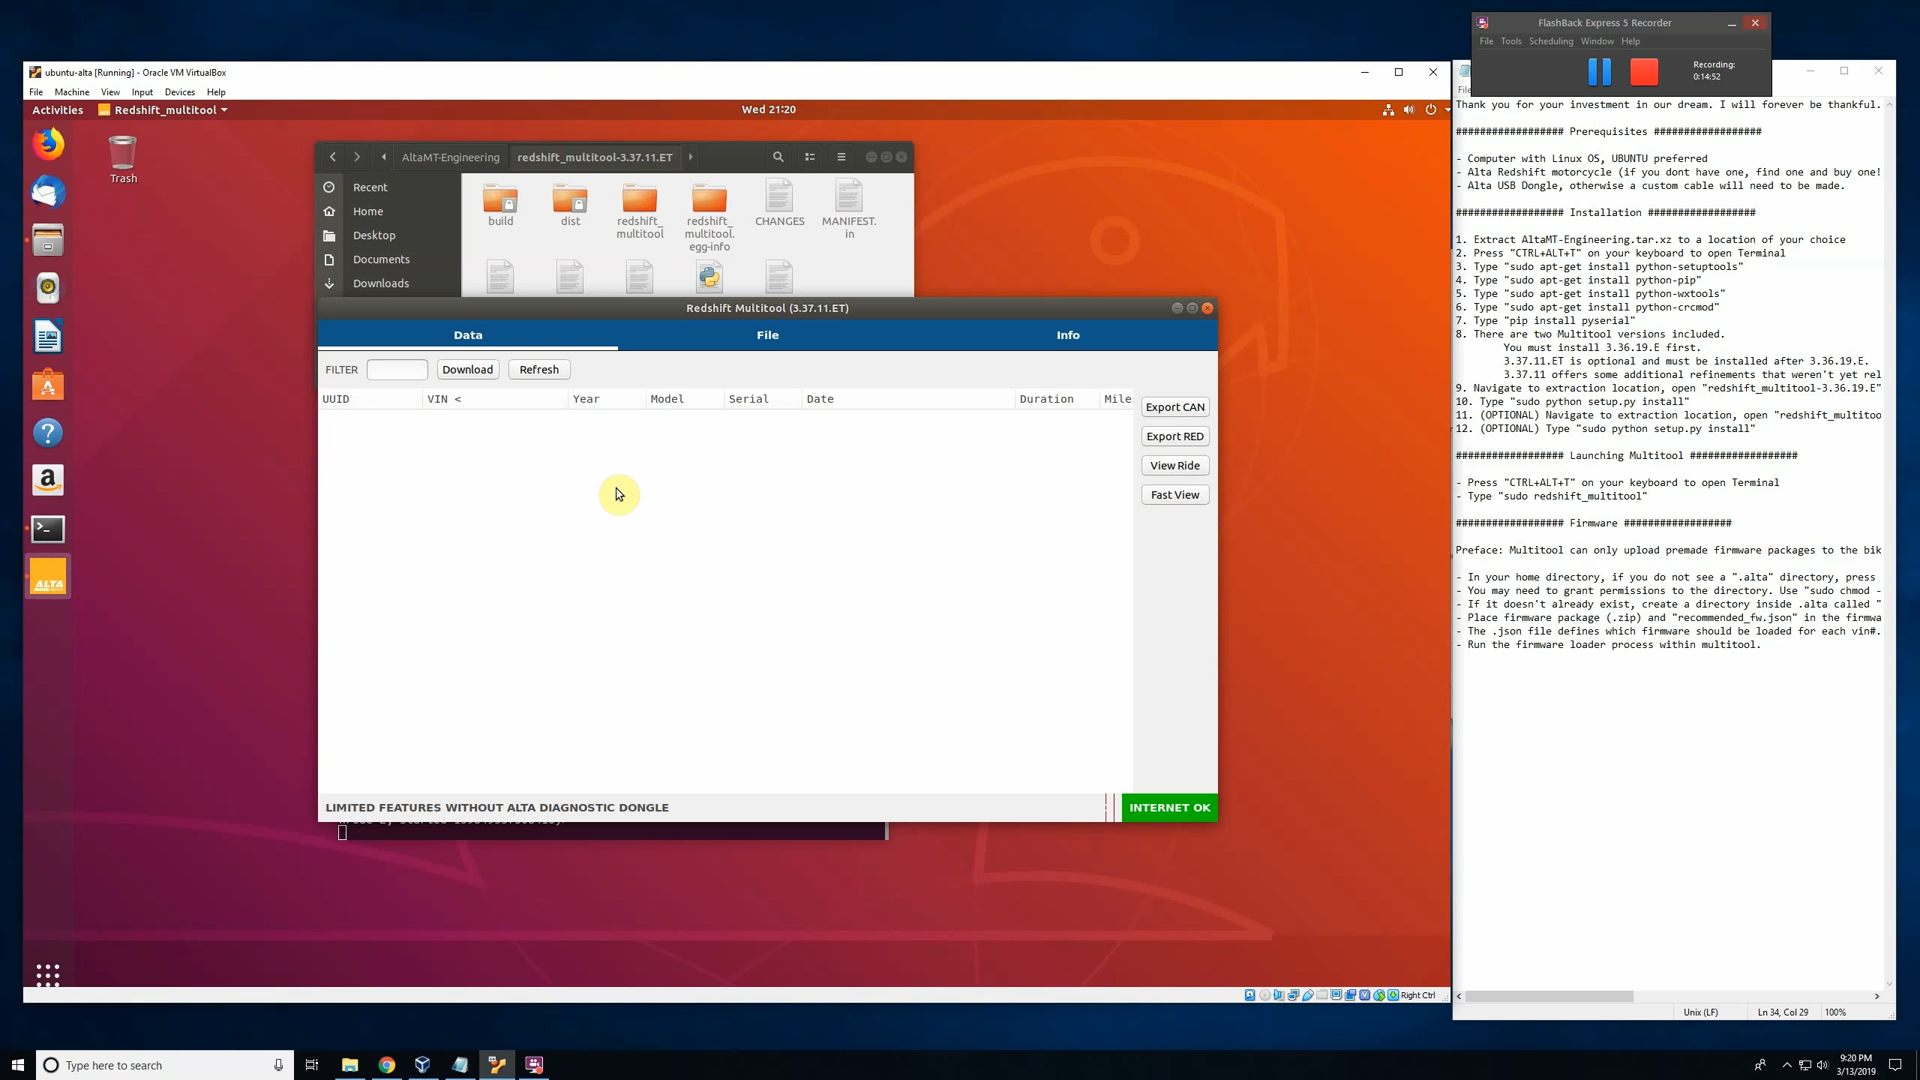 FlashBack Express 5 Recorder
File Tools Scheduling Window Help
Recording:
0:14:52
ubuntu-alta [Running] - Oracle VM VirtualBox
File Machine View Input Devices Help
Activities Redshift_multitool
Wed 21:20
Trash
AltaMT-Engineering redshift_multitool-3.37.11.ET
Recent
Home
Desktop
Documents
Downloads
build
dist
redshift_
multitool
redshift_
multitool.
egg-info
CHANGES
MANIFEST.
in
Redshift Multitool (3.37.11.ET)
Data File Info
FILTER Download Refresh
UUID VIN < Year Model Serial Date Duration Mile
Export CAN
Export RED
View Ride
Fast View
LIMITED FEATURES WITHOUT ALTA DIAGNOSTIC DONGLE
INTERNET OK
ALTA
Right Ctrl
Thank you for your investment in our dream. I will forever be thankful.
################## Prerequisites ##################
- Computer with Linux OS, UBUNTU preferred
- Alta Redshift motorcycle (if you dont have one, find one and buy one!
- Alta USB Dongle, otherwise a custom cable will need to be made.
################## Installation ##################
1. Extract AltaMT-Engineering.tar.xz to a location of your choice
2. Press "CTRL+ALT+T" on your keyboard to open Terminal
3. Type "sudo apt-get install python-setuptools"
4. Type "sudo apt-get install python-pip"
5. Type "sudo apt-get install python-wxtools"
6. Type "sudo apt-get install python-crcmod"
7. Type "pip install pyserial"
8. There are two Multitool versions included.
You must install 3.36.19.E first.
3.37.11.ET is optional and must be installed after 3.36.19.E.
3.37.11 offers some additional refinements that weren't yet rel
9. Navigate to extraction location, open "redshift_multitool-3.36.19.E"
10. Type "sudo python setup.py install"
11. (OPTIONAL) Navigate to extraction location, open "redshift_multitoo
12. (OPTIONAL) Type "sudo python setup.py install"
################## Launching Multitool ##################
- Press "CTRL+ALT+T" on your keyboard to open Terminal
- Type "sudo redshift_multitool"
################## Firmware ##################
Preface: Multitool can only upload premade firmware packages to the bik
- In your home directory, if you do not see a ".alta" directory, press
- You may need to grant permissions to the directory. Use "sudo chmod -
- If it doesn't already exist, create a directory inside .alta called "
- Place firmware package (.zip) and "recommended_fw.json" in the firmwa
- The .json file defines which firmware should be loaded for each vin#.
- Run the firmware loader process within multitool.
Unix (LF) Ln 34, Col 29 100%
Type here to search
9:20 PM
3/13/2019